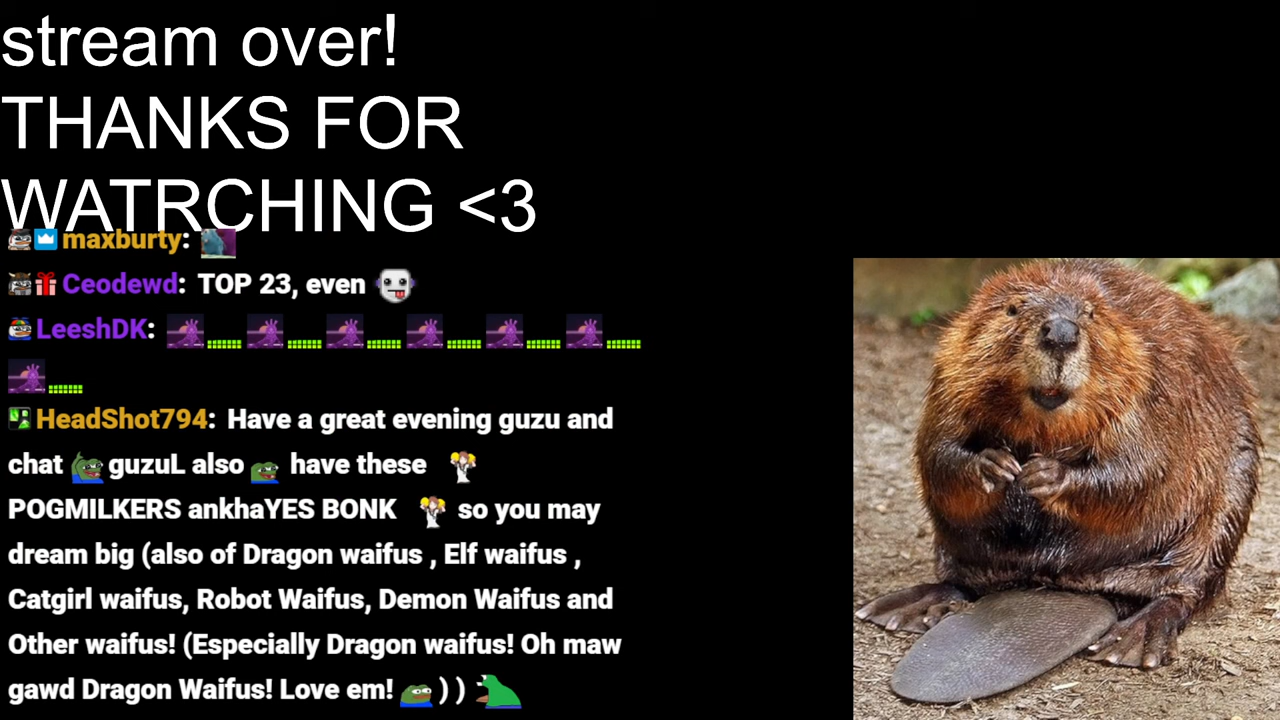 stream over!
THANKS FOR
WATRCHING <3
maxburty:
Ceodewd: TOP 23, even
LeeshDK:
HeadShot794: Have a great evening guzu and
chat guzuL also have these
POGMILKERS ankhaYES BONK so you may
dream big (also of Dragon waifus , Elf waifus ,
Catgirl waifus, Robot Waifus, Demon Waifus and
Other waifus! (Especially Dragon waifus! Oh maw
gawd Dragon Waifus! Love em! ) )